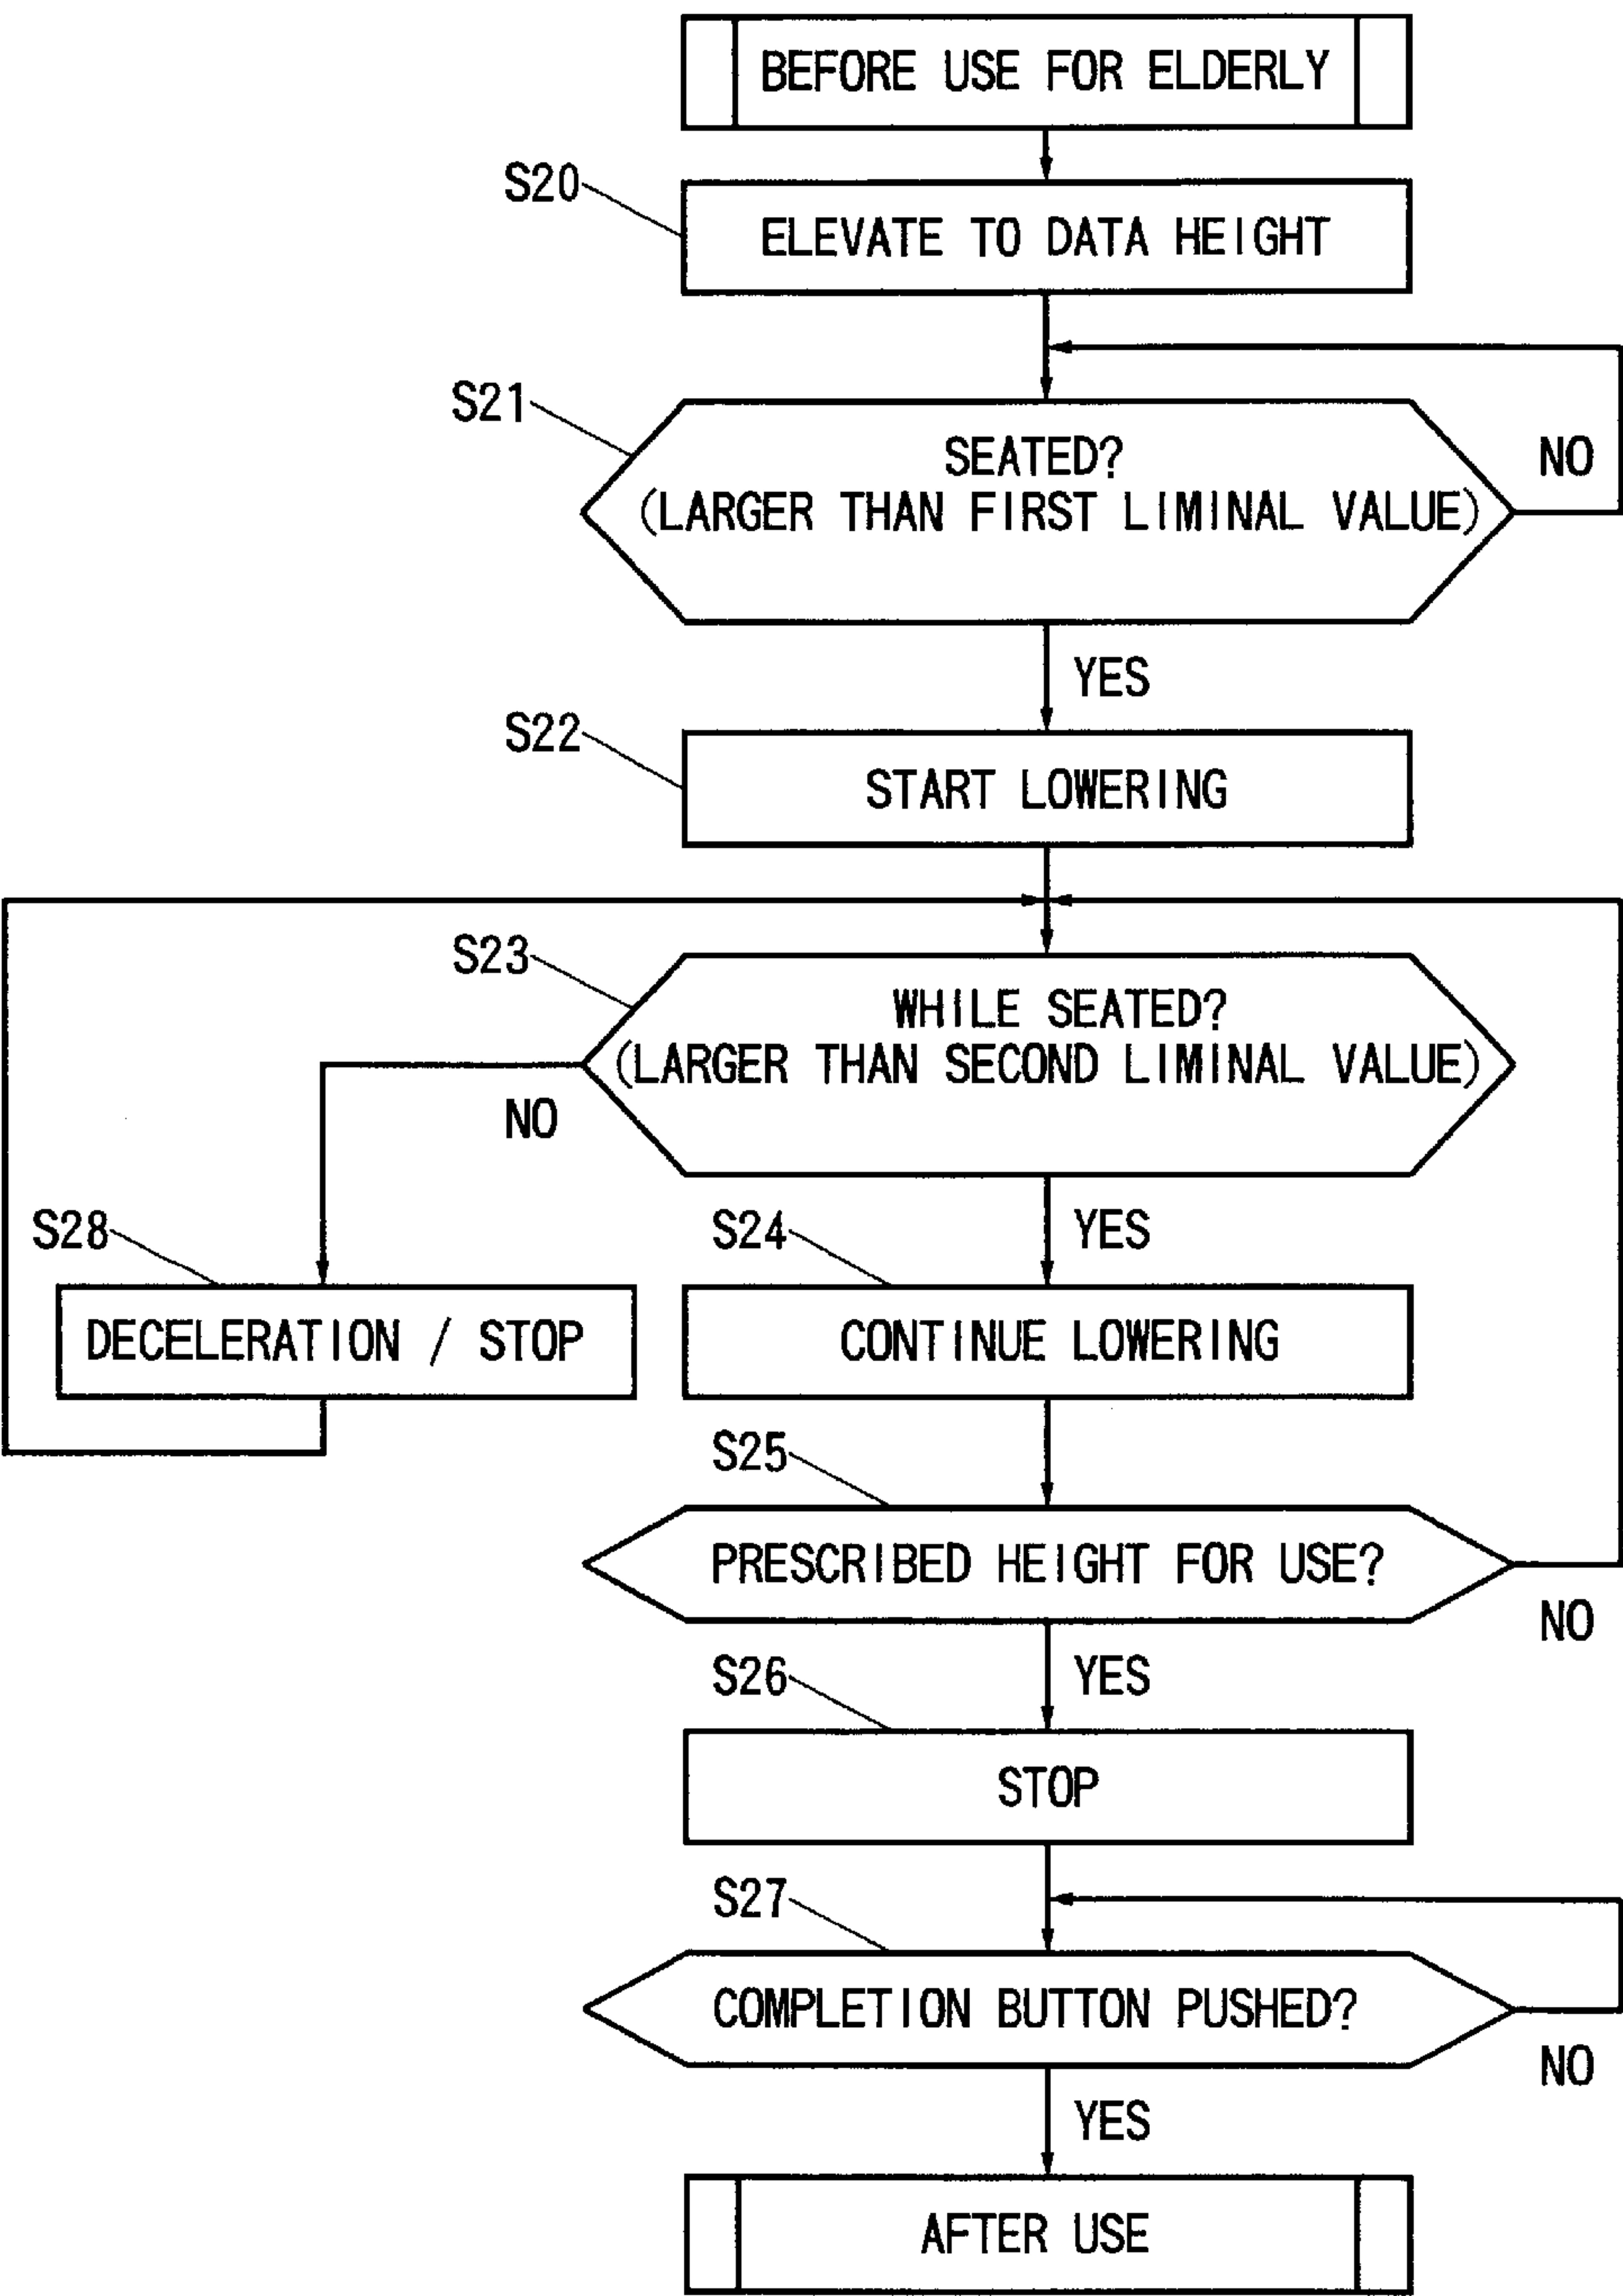 BEFORE USE FOR ELDERLY
S20
ELEVATE TO DATA HEIGHT
S21
SEATED?
(LARGER THAN FIRST LIMINAL VALUE)
NO
YES
S22
START LOWERING
S23
WHILE SEATED?
(LARGER THAN SECOND LIMINAL VALUE)
NO
YES
S28
DECELERATION / STOP
S24
CONTINUE LOWERING
S25
PRESCRIBED HEIGHT FOR USE?
NO
YES
S26
STOP
S27
COMPLETION BUTTON PUSHED?
NO
YES
AFTER USE